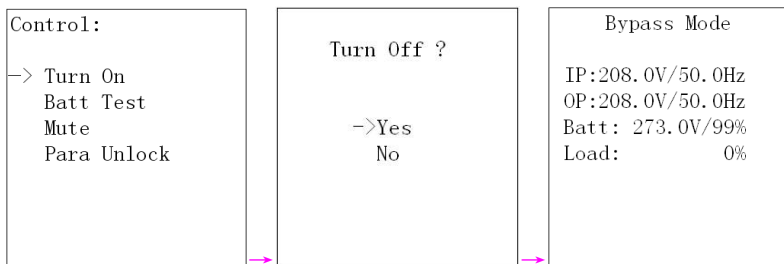 Control:
-> Turn On
Batt Test
Mute
Para Unlock
Turn Off ?
->Yes
No
Bypass Mode
IP:208.0V/50.0Hz
OP:208.0V/50.0Hz
Batt: 273.0V/99%
Load: 0%